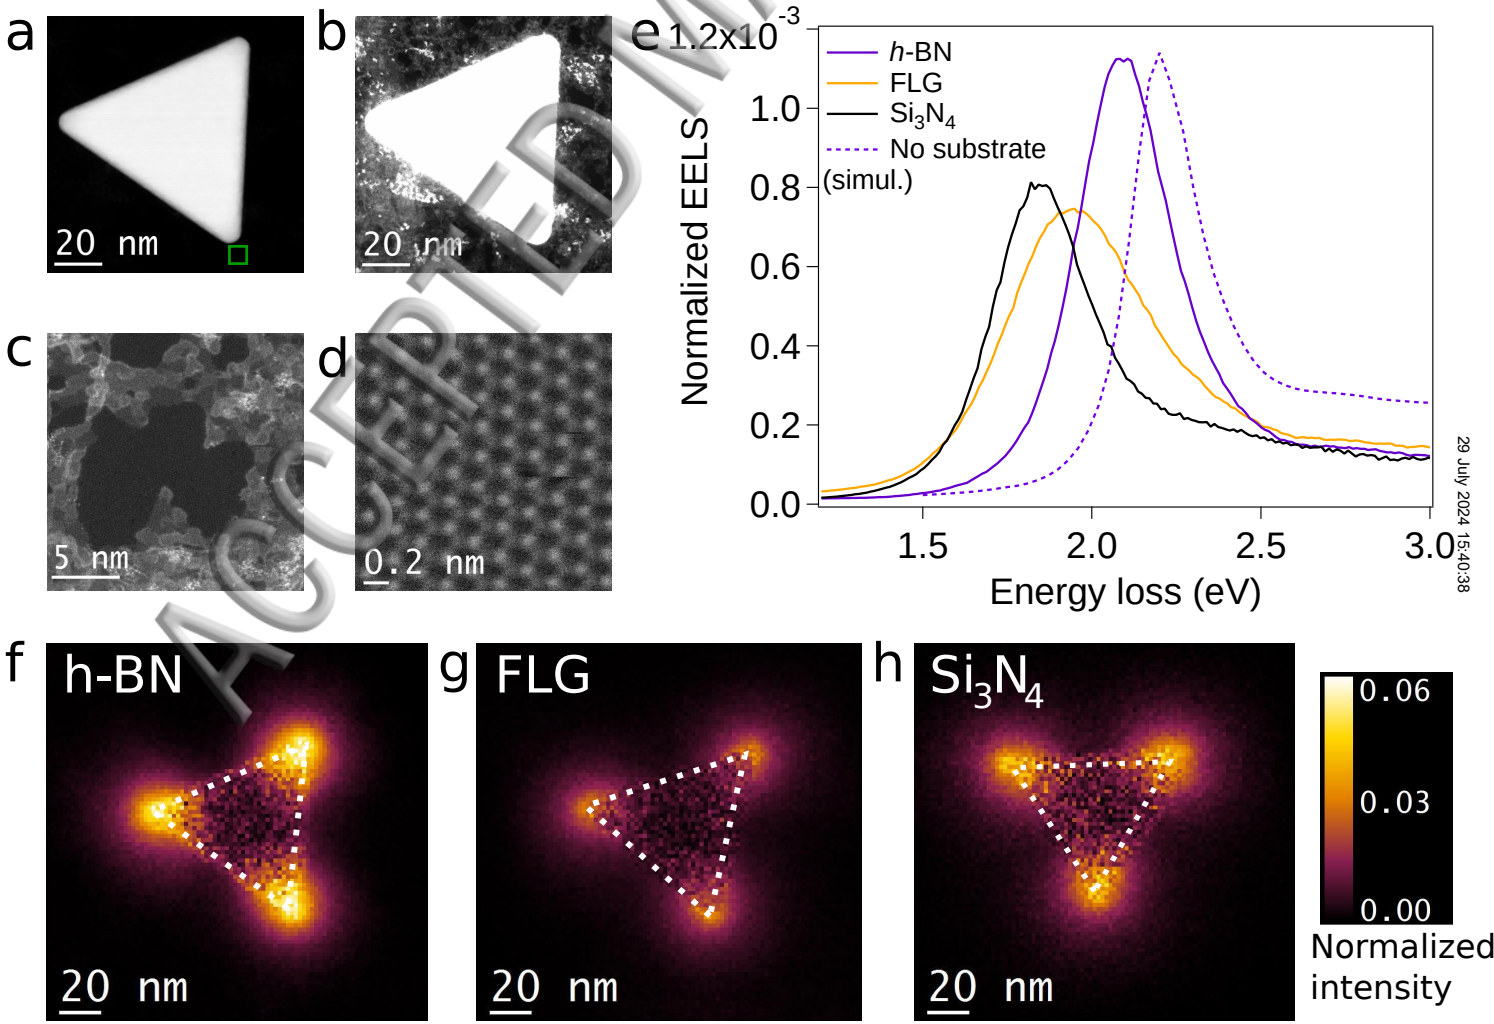 a
20 nm
b
20 nm
c
5 nm
d
0.2 nm
e
1.2x10-3
1.0
0.8
0.6
0.4
0.2
0.0
Normalized EELS
h-BN
FLG
Si3N4
No substrate
(simul.)
1.5 2.0 2.5 3.0
Energy loss (eV)
29 July 2024 15:40:38
ACCEPTED M
f
h-BN
20 nm
g
FLG
20 nm
h
Si3N4
20 nm
0.06
0.03
0.00
Normalized
intensity